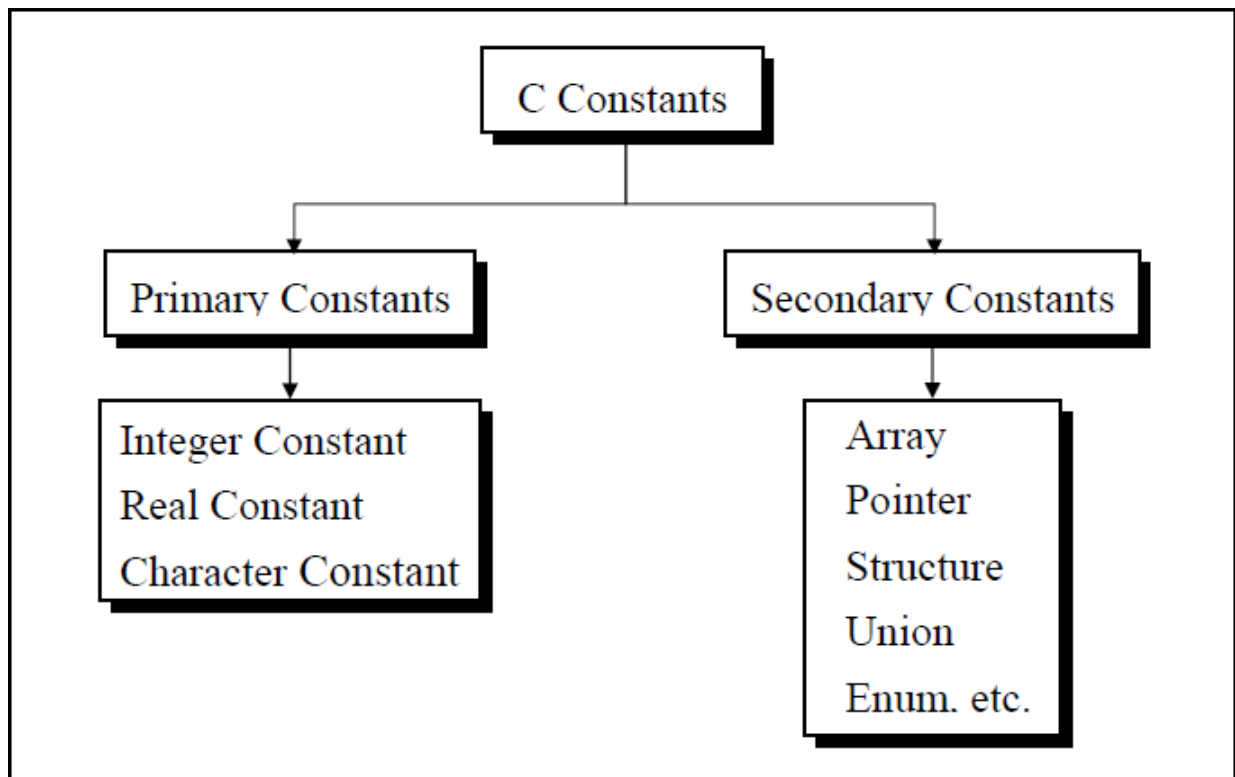 C Constants
Primary Constants
Secondary Constants
Integer Constant
Real Constant
Character Constant
Array
Pointer
Structure
Union
Enum. etc.